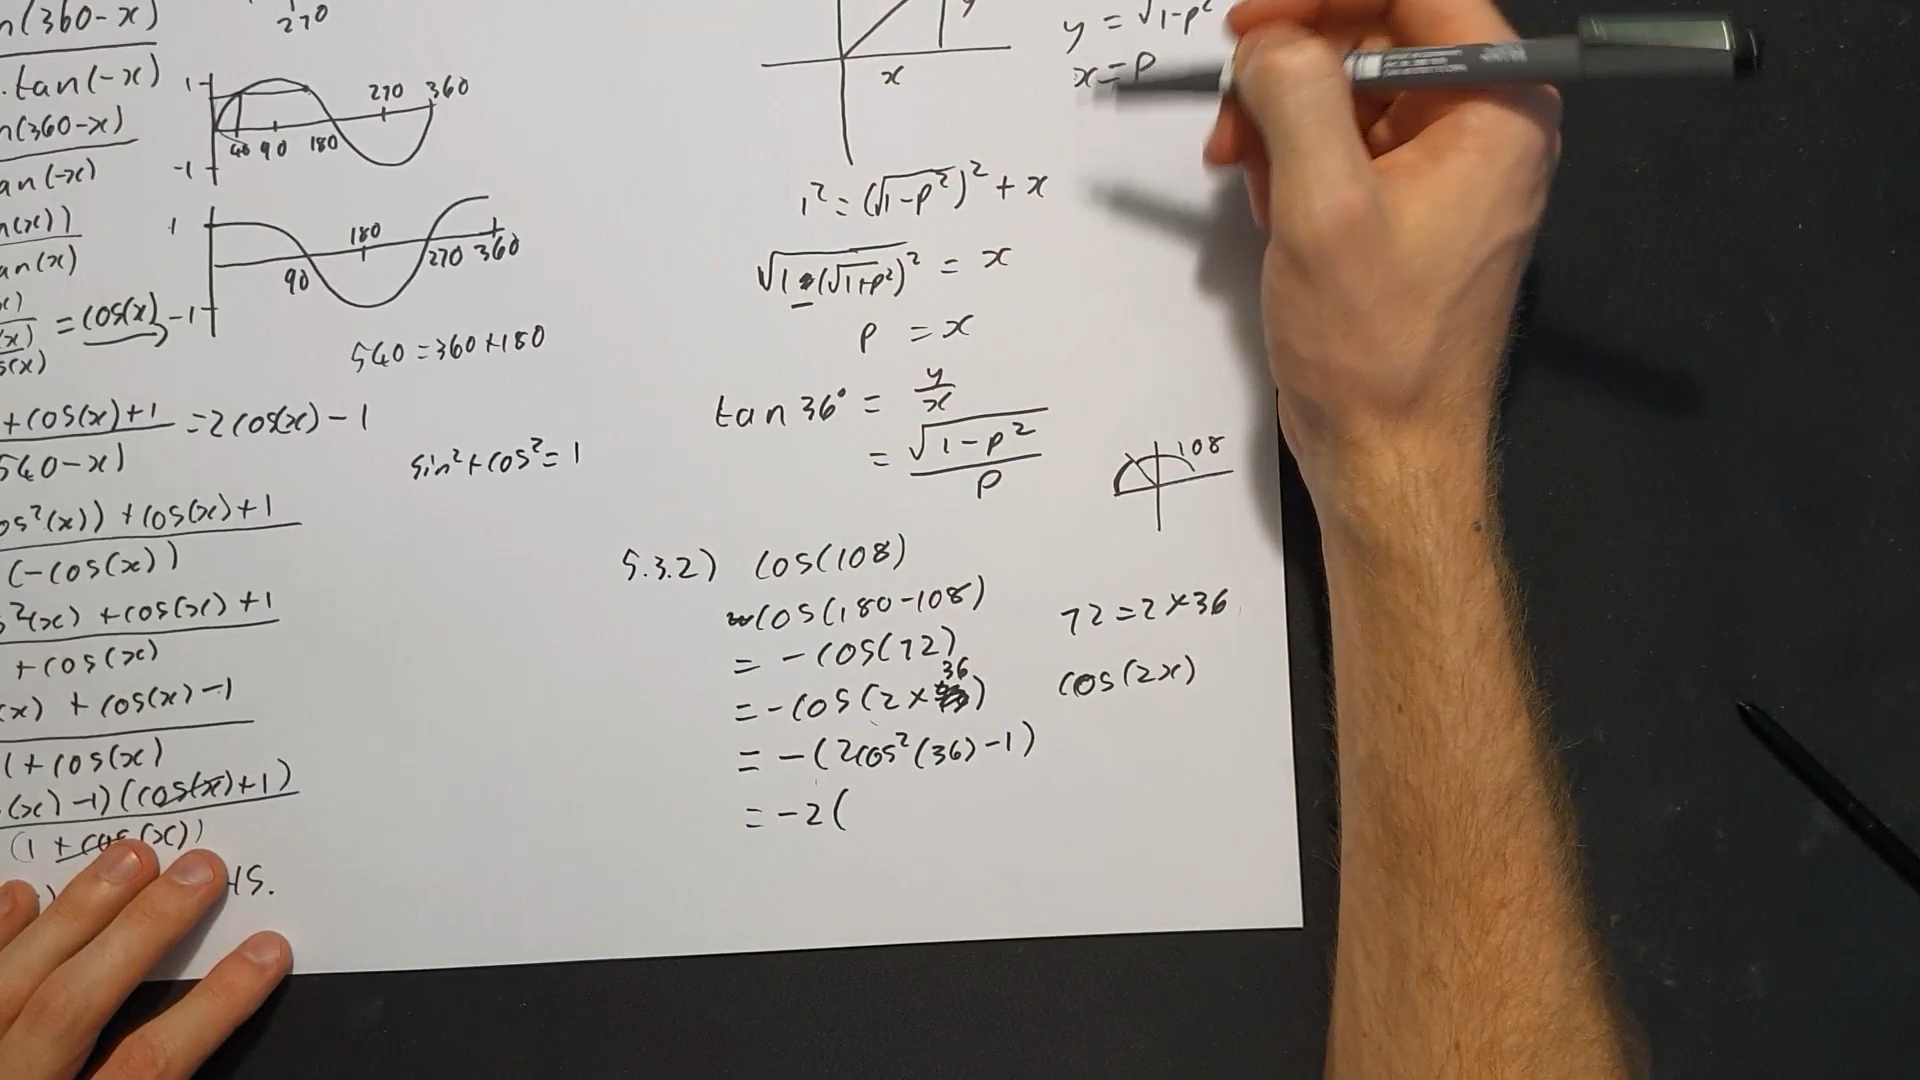 n(360-x)
.tan(-x)
n(360-x)
an(-x)
n(x))
an(x)
x)
(x)
s(x)
= cos(x)
+cos(x)+1 = 2cos(x)-1
540-x)
os²(x)) + cos(x)+1
(-cos(x))
²(x) + cos(x)+1
+cos(x)
(x) + cos(x)-1
1+cos(x)
(x)-1)(cos(x)+1)
(1+cos(x))
HS.
270
1
-1
40 90 180 270 360
1
-1
90 180 270 360
540 = 360+180
sin²+cos² = 1
y
x
y = √1-p²
x = p
1² = (√1-p²)² + x
√1-(√1-p²)² = x
p = x
tan 36° = y/x
= √1-p²/p
108
5.3.2) cos(108)
cos(180-108)
= -cos(72)
= -cos(2×36)
= -(2cos²(36)-1)
= -2(
72 = 2×36
cos(2x)